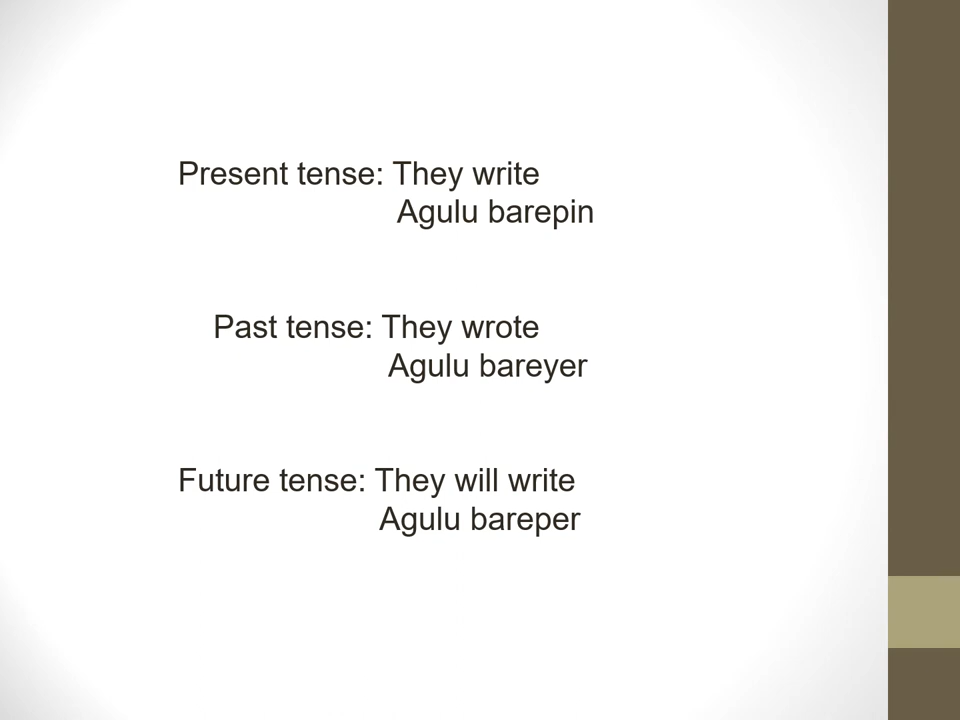 Present tense: They write
Agulu barepin
Past tense: They wrote
Agulu bareyer
Future tense: They will write
Agulu bareper